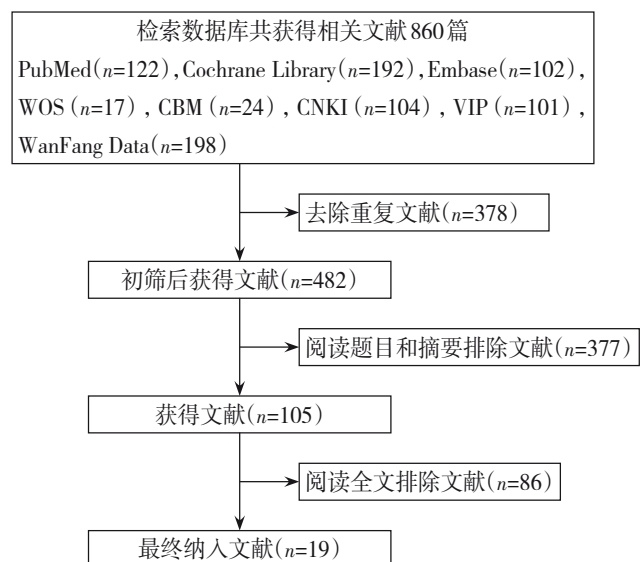 检索数据库共获得相关文献860篇
PubMed(n=122),Cochrane Library(n=192),Embase(n=102),
WOS(n=17),CBM(n=24),CNKI(n=104),VIP(n=101),
WanFang Data(n=198)
去除重复文献(n=378)
初筛后获得文献(n=482)
阅读题目和摘要排除文献(n=377)
获得文献(n=105)
阅读全文排除文献(n=86)
最终纳入文献(n=19)